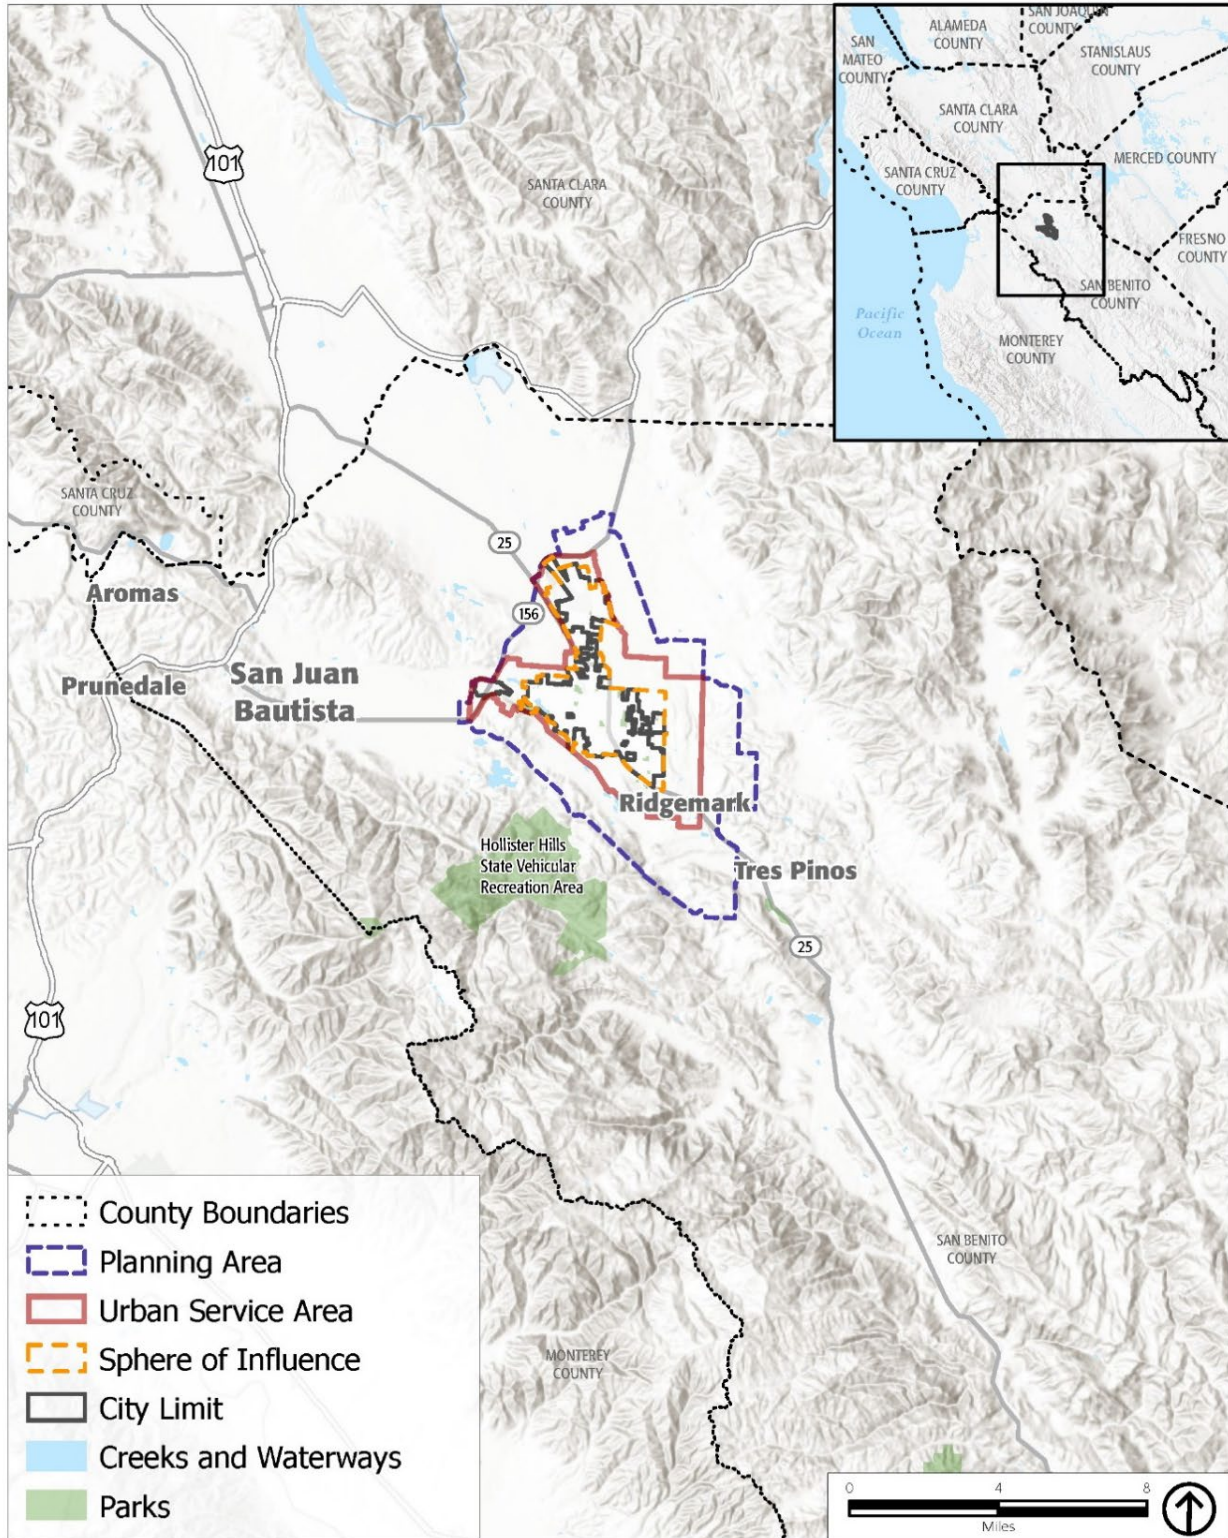 101
SANTA CLARA
COUNTY
SANTA CRUZ
COUNTY
25
156
Aromas
Prunedale
San Juan
Bautista
Ridgemark
Hollister Hills
State Vehicular
Recreation Area
Tres Pinos
25
101
SAN BENITO
COUNTY
MONTEREY
COUNTY
SAN JOAQUIN
COUNTY
ALAMEDA
COUNTY
SAN
MATEO
COUNTY
STANISLAUS
COUNTY
SANTA CLARA
COUNTY
MERCED COUNTY
SANTA CRUZ
COUNTY
FRESNO
COUNTY
SAN BENITO
COUNTY
Pacific
Ocean
MONTEREY
COUNTY
County Boundaries
Planning Area
Urban Service Area
Sphere of Influence
City Limit
Creeks and Waterways
Parks
0 4 8
Miles